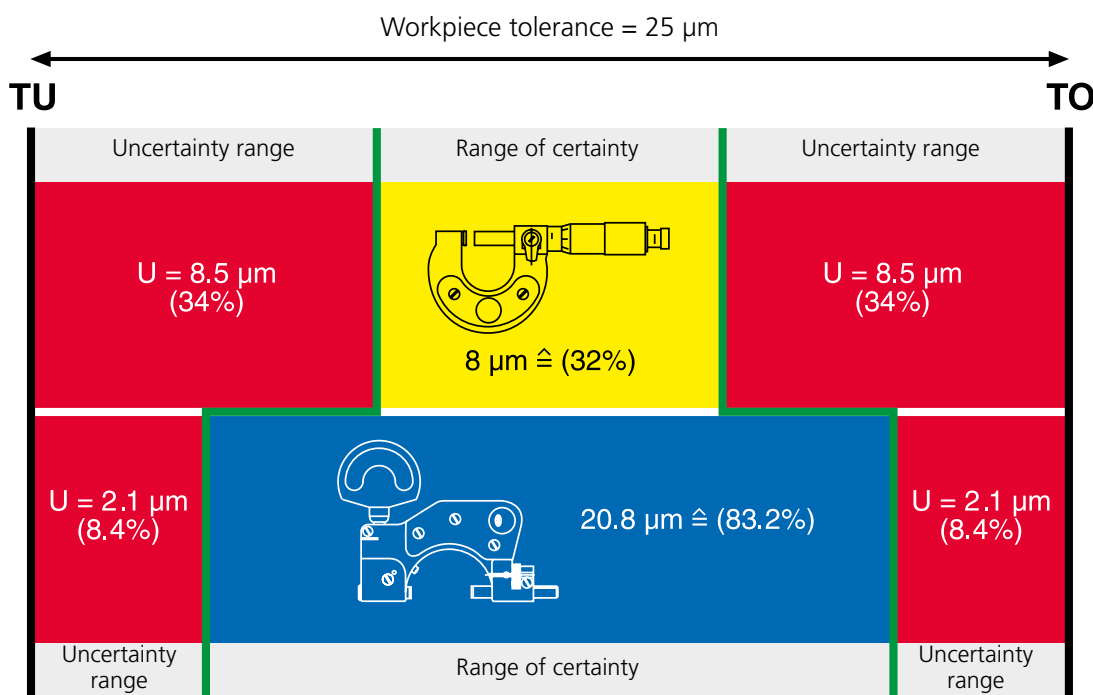 Workpiece tolerance = 25 µm
TU
TO
Uncertainty range
Range of certainty
Uncertainty range
U = 8.5 µm
(34%)
8 µm ≙ (32%)
U = 8.5 µm
(34%)
U = 2.1 µm
(8.4%)
20.8 µm ≙ (83.2%)
U = 2.1 µm
(8.4%)
Uncertainty
range
Range of certainty
Uncertainty
range